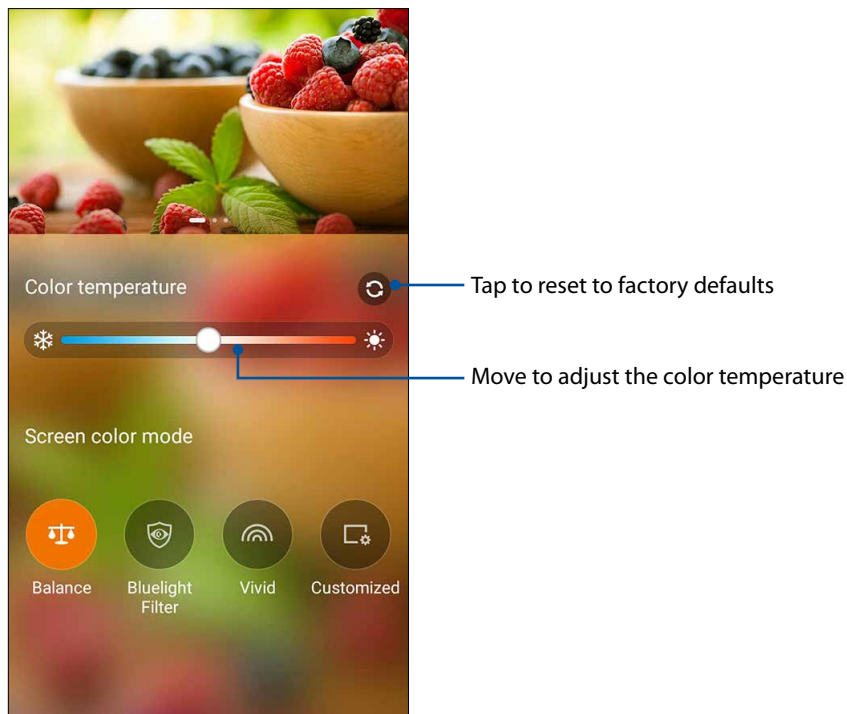 Color temperature
Tap to reset to factory defaults
Move to adjust the color temperature
Screen color mode
Balance
Bluelight
Filter
Vivid
Customized